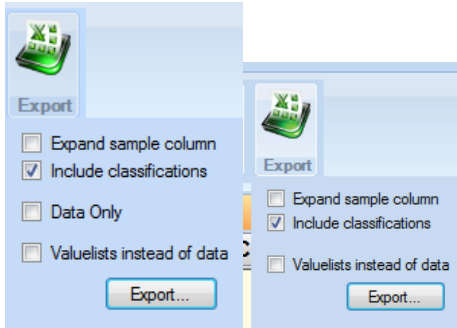 Export
Expand sample column
Include classifications
Data Only
Valuelists instead of data
Export...
Export
Expand sample column
Include classifications
Valuelists instead of data
Export...